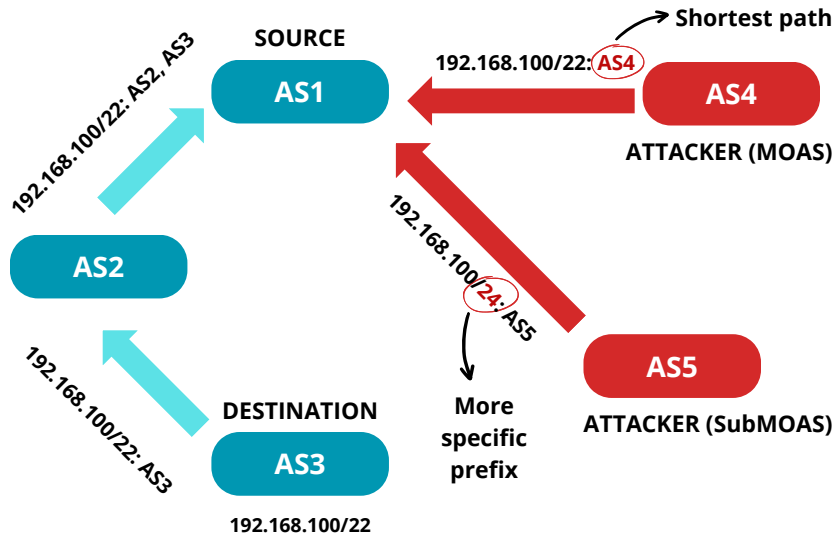 Shortest path
SOURCE
192.168.100/22: AS4
AS1
AS4
192.168.100/22: AS2, AS3
ATTACKER (MOAS)
192.168.100/24: AS5
AS2
AS5
192.168.100/22: AS3
DESTINATION
More
specific
prefix
ATTACKER (SubMOAS)
AS3
192.168.100/22